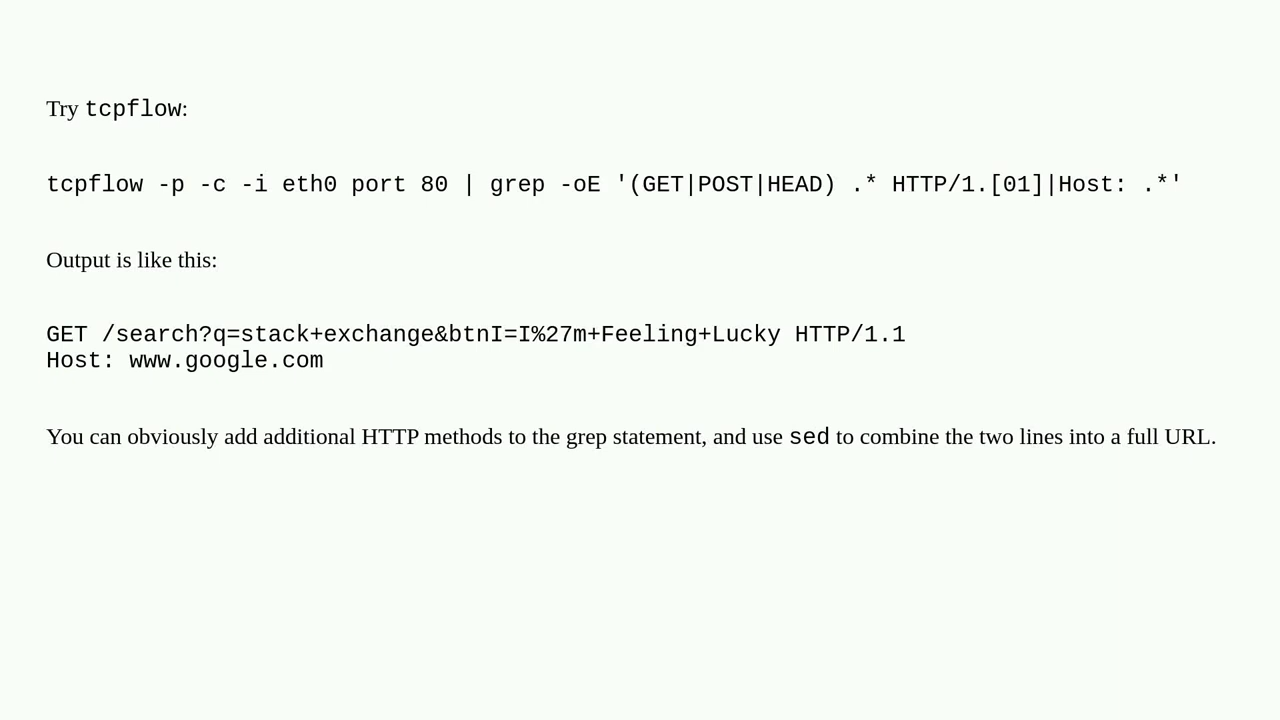 Try tcpflow:
tcpflow -p -c -i eth0 port 80 | grep -oE '(GET|POST|HEAD) .* HTTP/1.[01]|Host: .*'
Output is like this:
GET /search?q=stack+exchange&btnI=I%27m+Feeling+Lucky HTTP/1.1
Host: www.google.com
You can obviously add additional HTTP methods to the grep statement, and use sed to combine the two lines into a full URL.